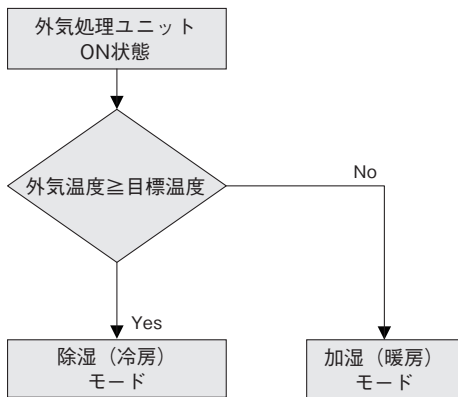 外気処理ユニット
ON状態
外気温度≧目標温度
No
Yes
除湿（冷房）
モード
加湿（暖房）
モード